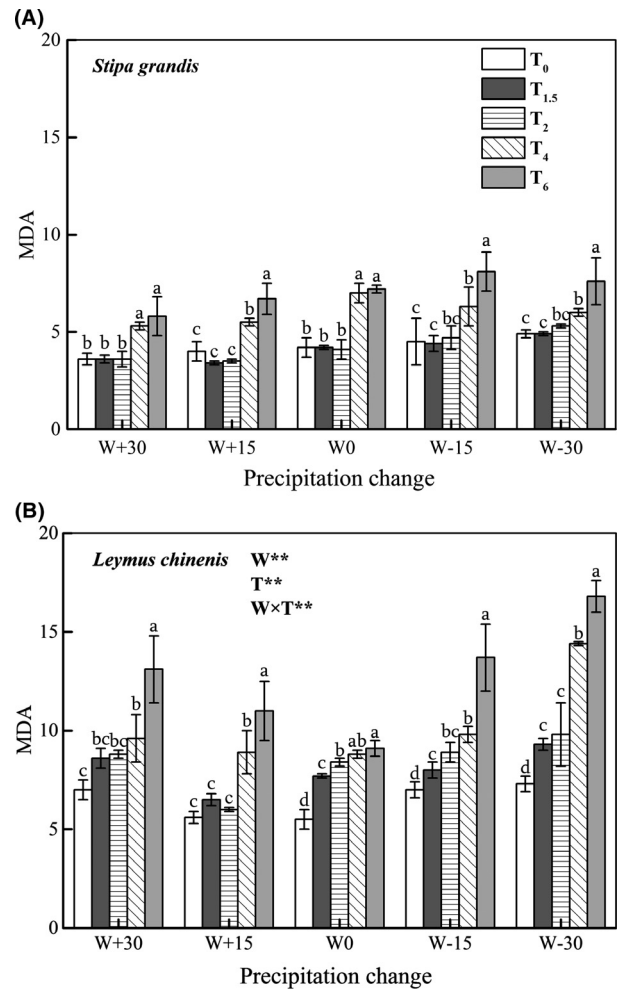 (A)
20
Stipa grandis
T0
T1.5
T2
T4
T6
15
MDA
10
5
0
b b b a a
c c c b a
b b b a a
c c bc b a
c c bc b a
W+30 W+15 W0 W-15 W-30
Precipitation change
(B)
20
Leymus chinenis
W**
T**
W×T**
15
MDA
10
5
0
c bc bc b a
c c c b a
d c b ab a
d c bc b a
d c c b a
W+30 W+15 W0 W-15 W-30
Precipitation change